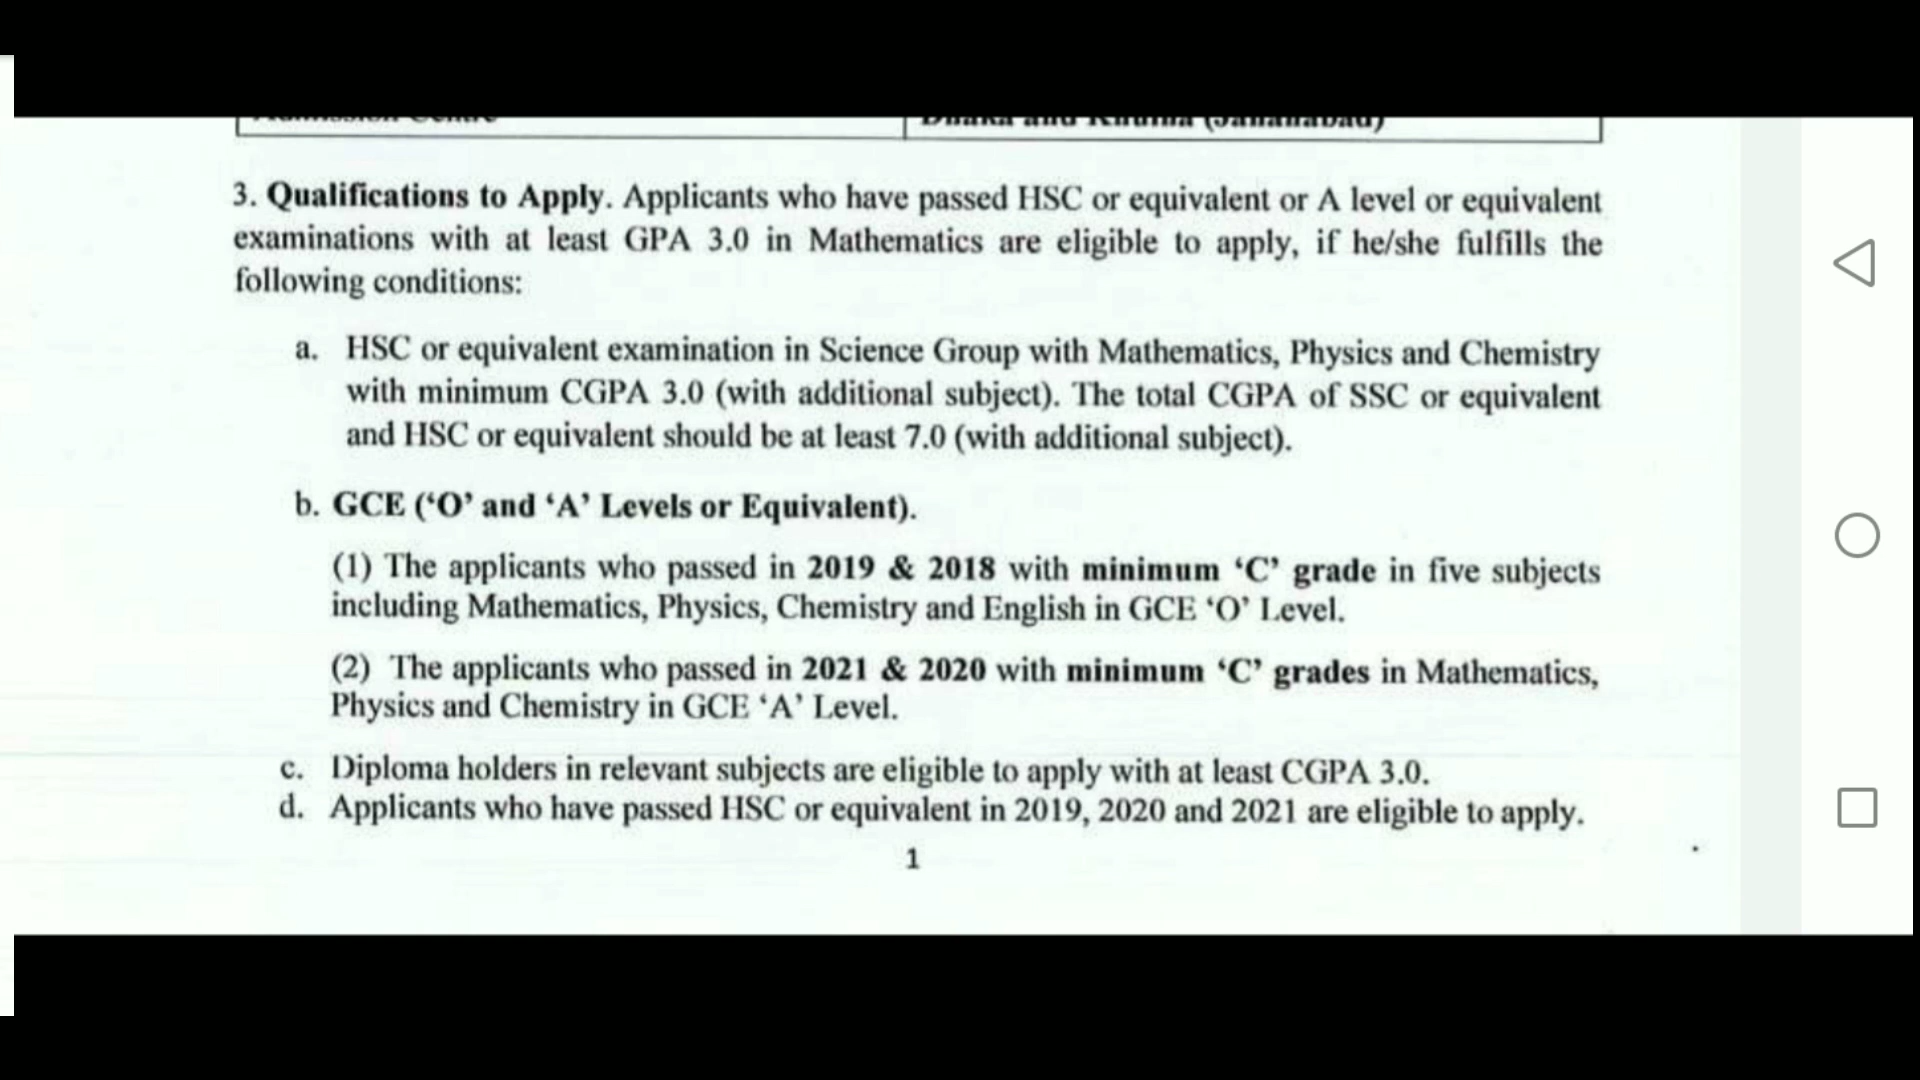 3. Qualifications to Apply. Applicants who have passed HSC or equivalent or A level or equivalent
examinations with at least GPA 3.0 in Mathematics are eligible to apply, if he/she fulfills the
following conditions:
a. HSC or equivalent examination in Science Group with Mathematics, Physics and Chemistry
with minimum CGPA 3.0 (with additional subject). The total CGPA of SSC or equivalent
and HSC or equivalent should be at least 7.0 (with additional subject).
b. GCE (‘O’ and ‘A’ Levels or Equivalent).
(1) The applicants who passed in 2019 & 2018 with minimum ‘C’ grade in five subjects
including Mathematics, Physics, Chemistry and English in GCE ‘O’ Level.
(2) The applicants who passed in 2021 & 2020 with minimum ‘C’ grades in Mathematics,
Physics and Chemistry in GCE ‘A’ Level.
c. Diploma holders in relevant subjects are eligible to apply with at least CGPA 3.0.
d. Applicants who have passed HSC or equivalent in 2019, 2020 and 2021 are eligible to apply.
1